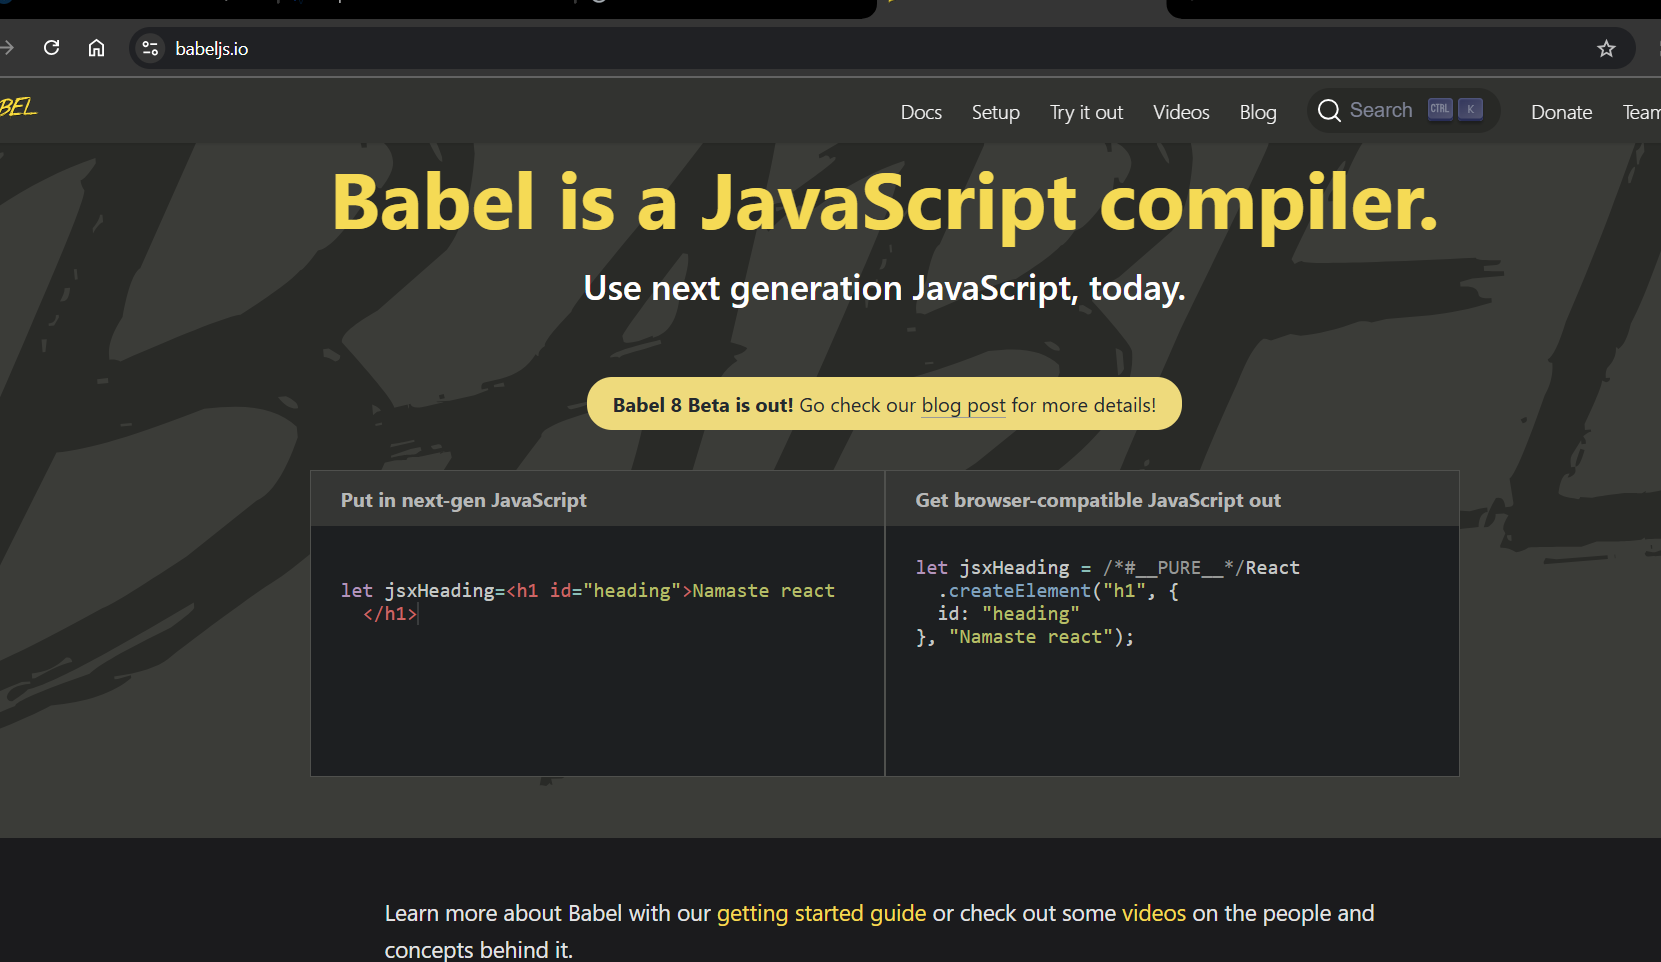 babeljs.io
BEL
Docs Setup Try it out Videos Blog Search CTRL K Donate Team
Babel is a JavaScript compiler.
Use next generation JavaScript, today.
Babel 8 Beta is out! Go check our blog post for more details!
Put in next-gen JavaScript
let jsxHeading=<h1 id="heading">Namaste react
</h1>
Get browser-compatible JavaScript out
let jsxHeading = /*#__PURE__*/React
.createElement("h1", {
id: "heading"
}, "Namaste react");
Learn more about Babel with our getting started guide or check out some videos on the people and
concepts behind it.